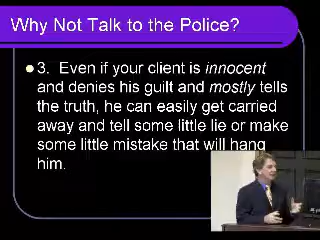 Why Not Talk to the Police?
3. Even if your client is innocent
and denies his guilt and mostly tells
the truth, he can easily get carried
away and tell some little lie or make
some little mistake that will hang
him.